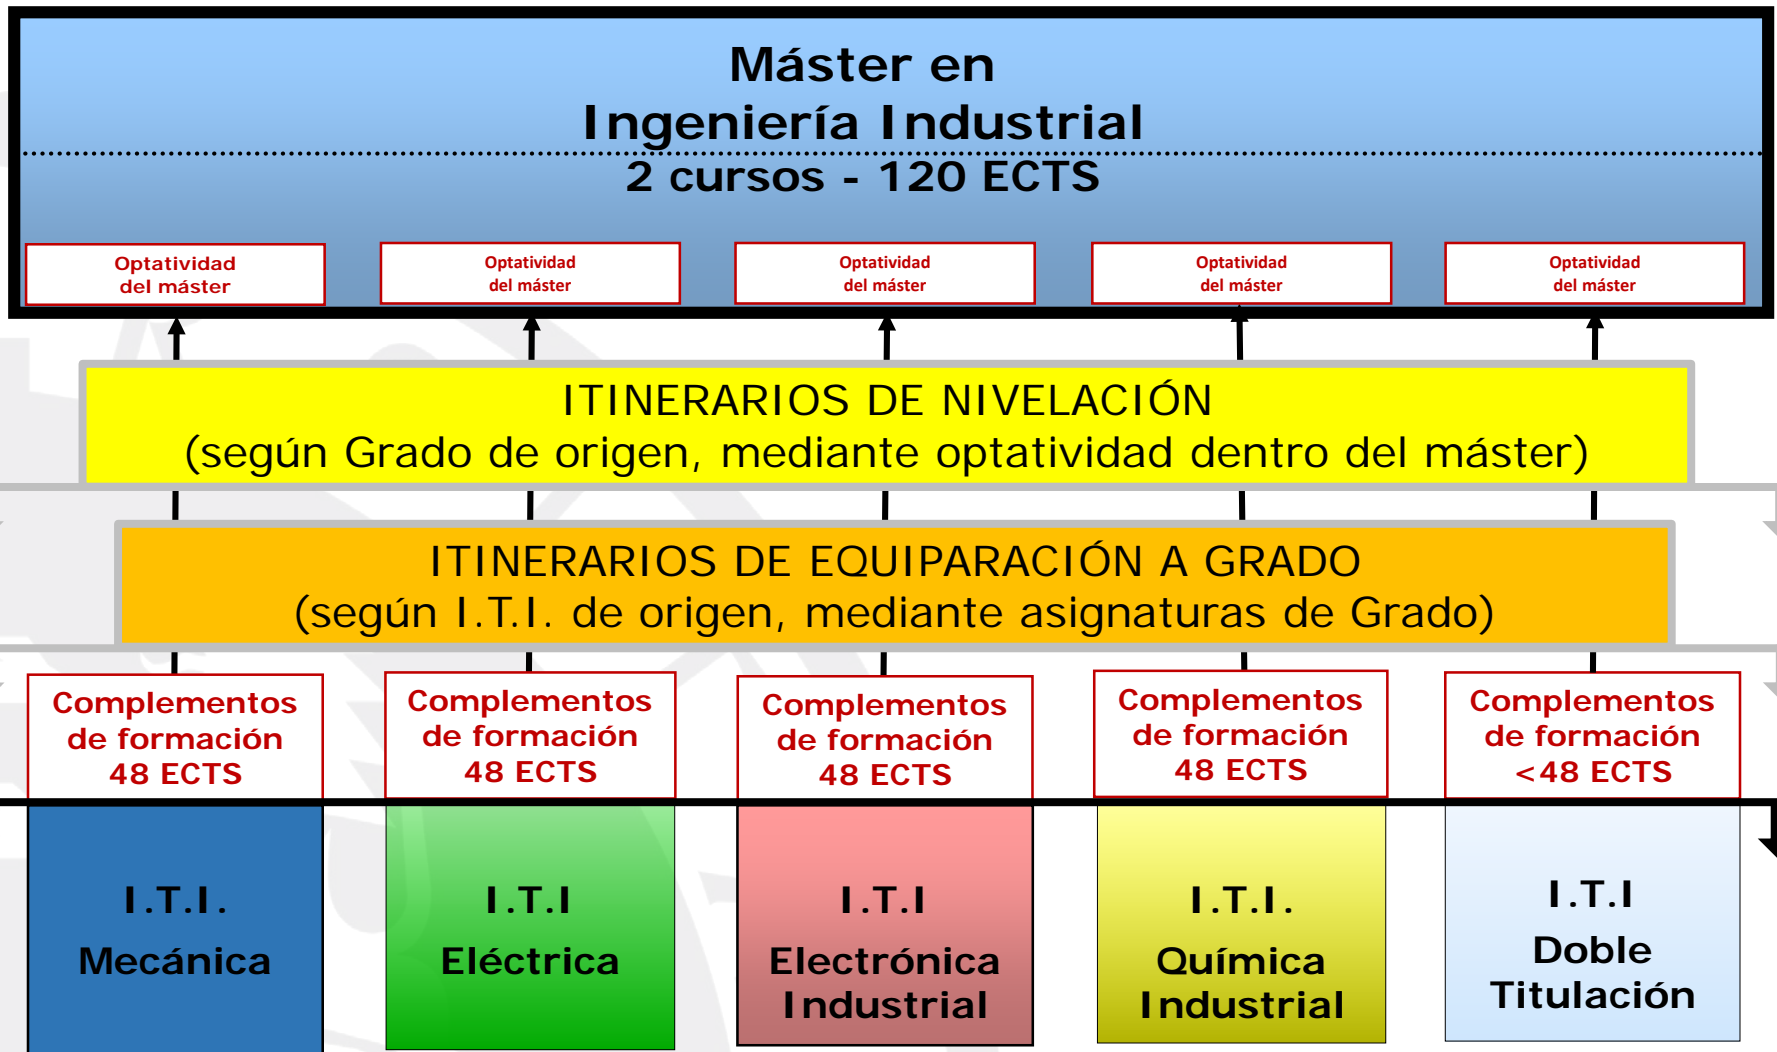 Máster en
Ingeniería Industrial
2 cursos - 120 ECTS
Optatividad
del máster
Optatividad
del máster
Optatividad
del máster
Optatividad
del máster
Optatividad
del máster
ITINERARIOS DE NIVELACIÓN
(según Grado de origen, mediante optatividad dentro del máster)
ITINERARIOS DE EQUIPARACIÓN A GRADO
(según I.T.I. de origen, mediante asignaturas de Grado)
Complementos
de formación
48 ECTS
Complementos
de formación
48 ECTS
Complementos
de formación
48 ECTS
Complementos
de formación
48 ECTS
Complementos
de formación
<48 ECTS
I.T.I.
Mecánica
I.T.I
Eléctrica
I.T.I
Electrónica
Industrial
I.T.I.
Química
Industrial
I.T.I
Doble
Titulación